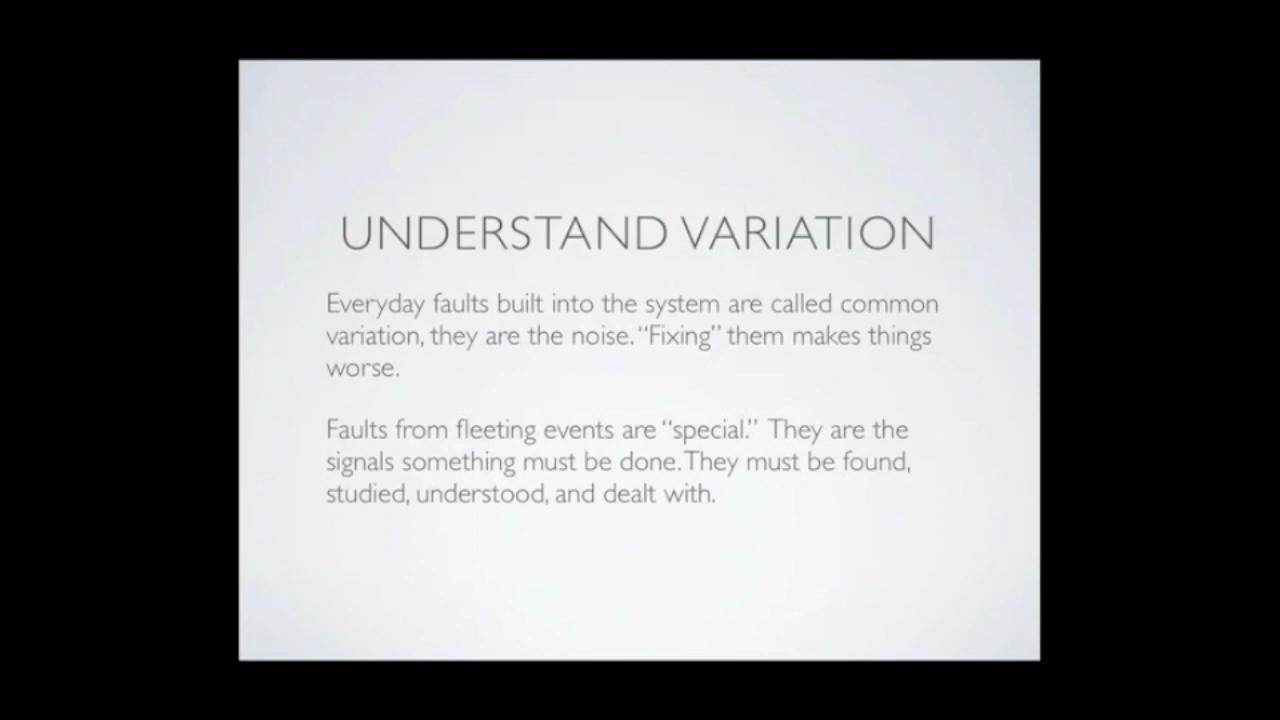 UNDERSTAND VARIATION
Everyday faults built into the system are called common
variation, they are the noise. “Fixing” them makes things
worse.
Faults from fleeting events are “special.” They are the
signals something must be done. They must be found,
studied, understood, and dealt with.